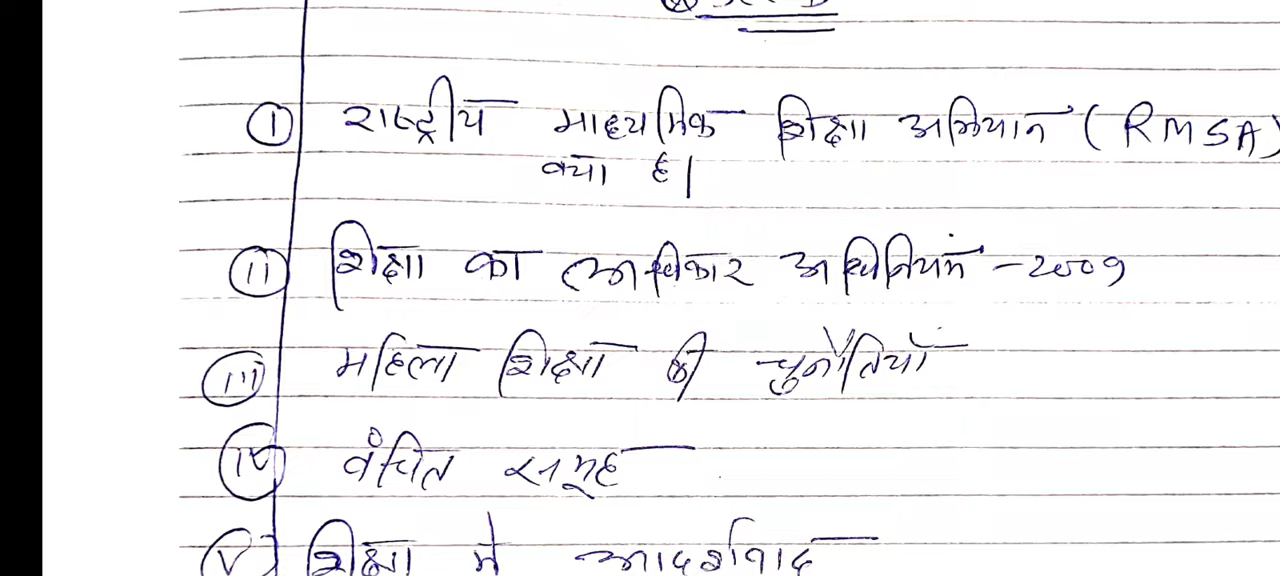 (i) राष्ट्रीय माध्यमिक शिक्षा अभियान (RMSA)
क्या है।
(ii) शिक्षा का अधिकार अधिनियम - 2009
(iii) महिला शिक्षा की चुनौतियाँ
(iv) वंचित समूह
(v) शिक्षा में आदर्शवाद